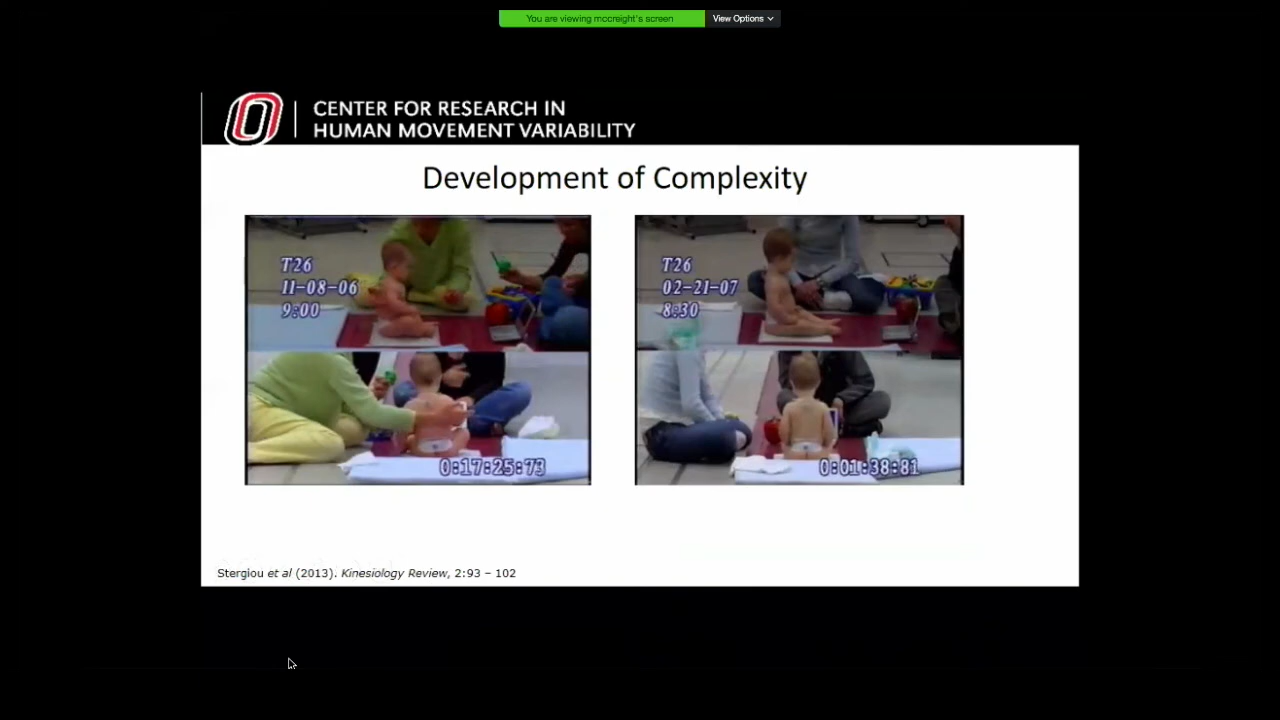 You are viewing mccreight's screen
View Options
CENTER FOR RESEARCH IN
HUMAN MOVEMENT VARIABILITY
Development of Complexity
T26
11-08-06
9:00
0:17:25:73
T26
02-21-07
8:30
0:01:38:81
Stergiou et al (2013). Kinesiology Review, 2:93 – 102